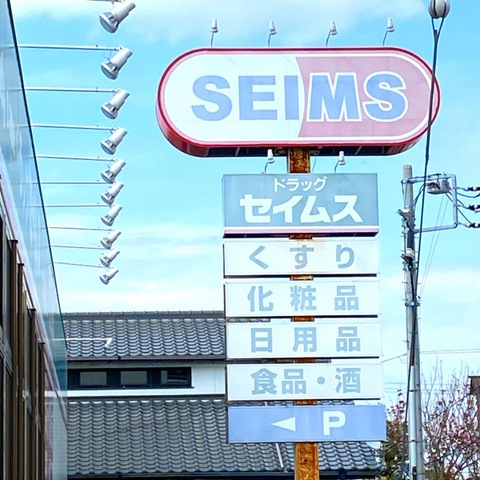 SEIMS
ドラッグ
セイムス
くすり
化粧品
日用品
食品・酒
◀ P